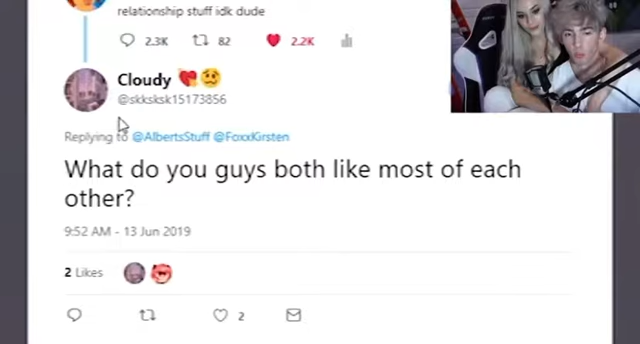 relationship stuff idk dude
2.3K 82 2.2K
Cloudy
@skksksk15173856
Replying to @AlbertsStuff @FoxxKirsten
What do you guys both like most of each
other?
9:52 AM - 13 Jun 2019
2 Likes
2